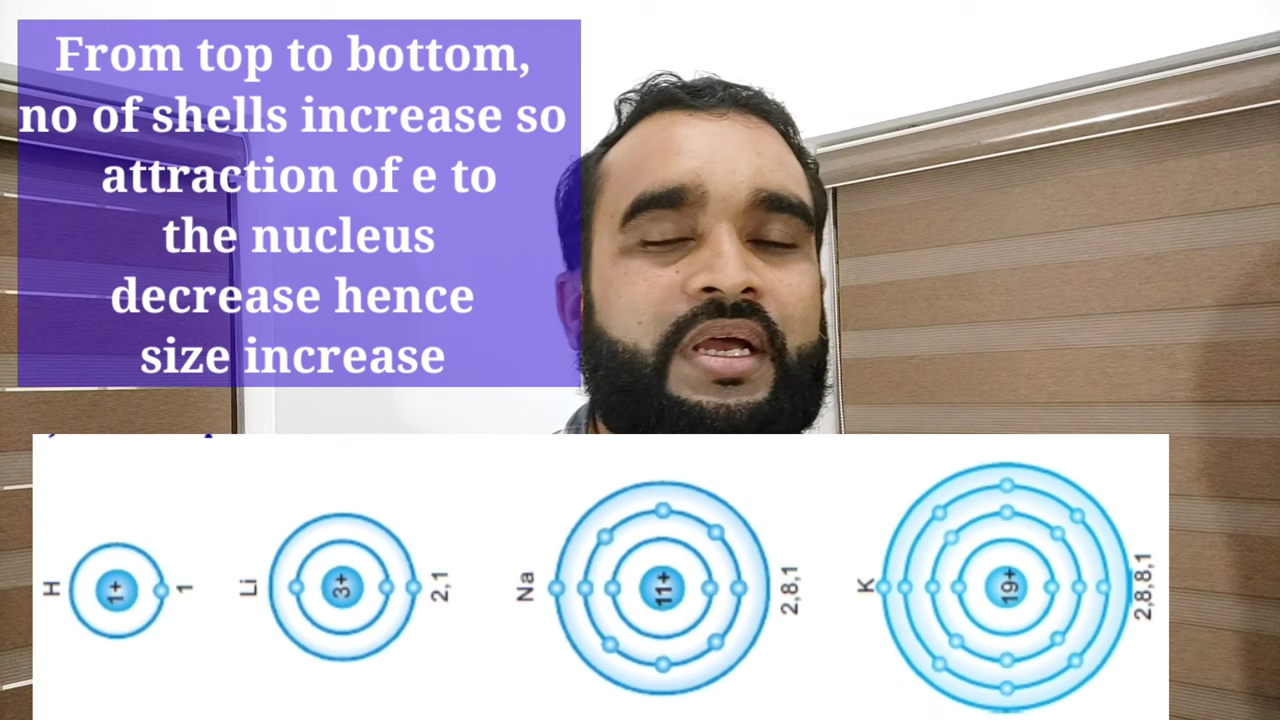 From top to bottom,
no of shells increase so
attraction of e to
the nucleus
decrease hence
size increase
H
1+
1
Li
3+
2,1
Na
11+
2,8,1
K
19+
2,8,8,1